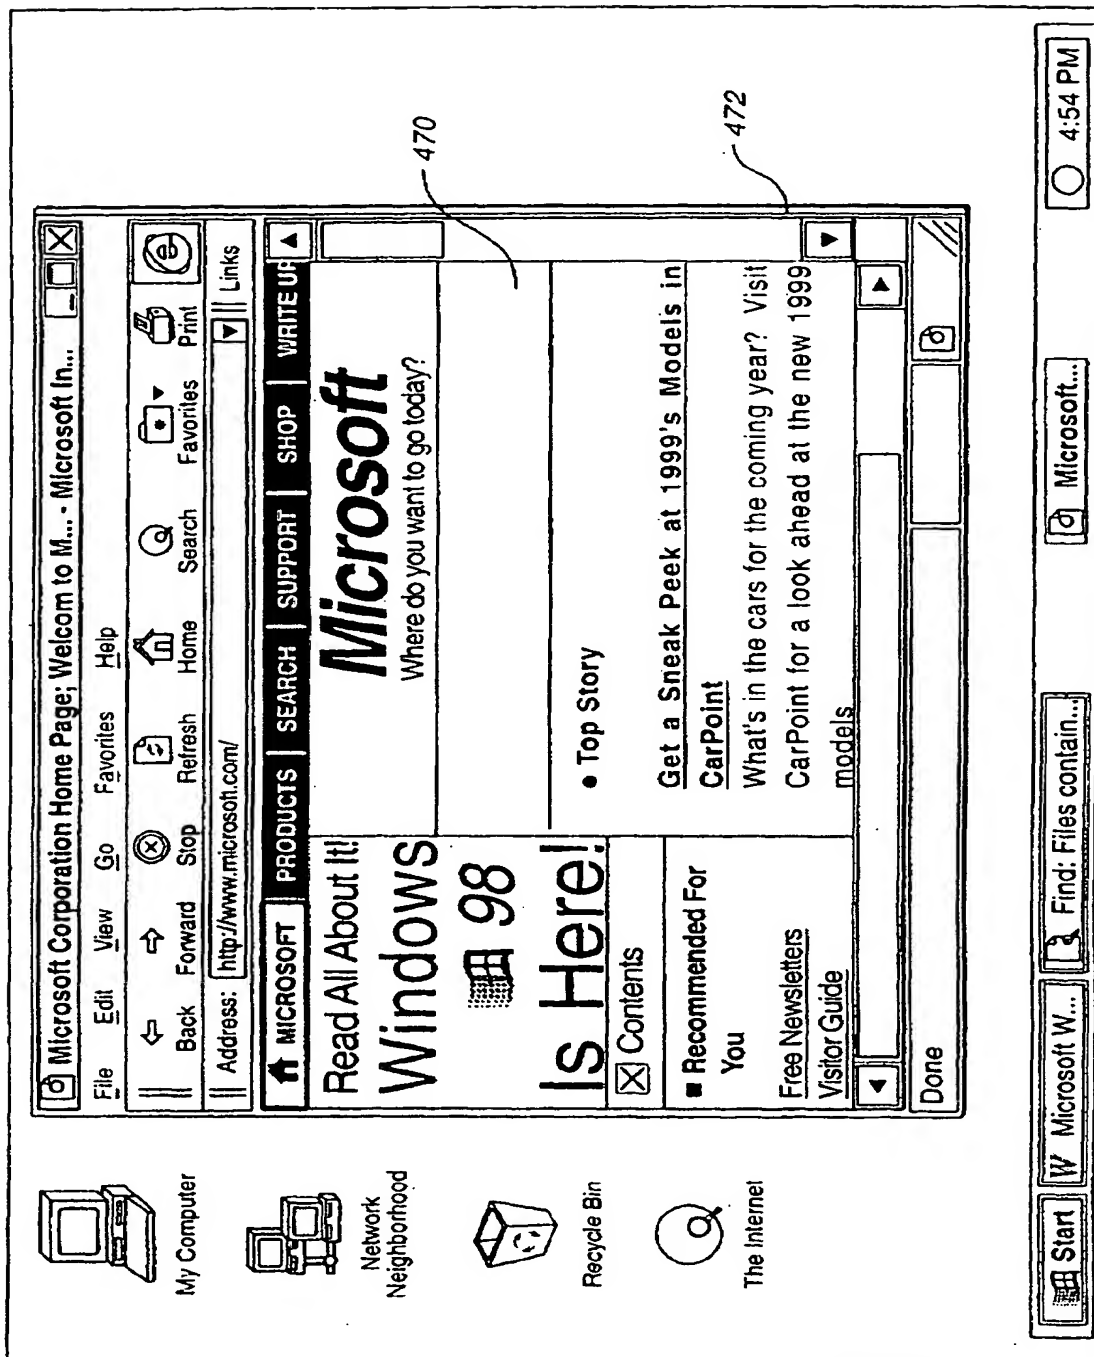 Microsoft Corporation Home Page; Welcom to M... - Microsoft In...
File Edit View Go Favorites Help
Back Forward Stop Refresh Home Search Favorites Print
Address: http://www.microsoft.com/ Links
MICROSOFT PRODUCTS SEARCH SUPPORT SHOP WRITE UP
Read All About It!
Windows
98
Is Here!
Contents
Recommended For
You
Free Newsletters
Visitor Guide
Microsoft
Where do you want to go today?
• Top Story
Get a Sneak Peek at 1999's Models in
CarPoint
What's in the cars for the coming year? Visit
CarPoint for a look ahead at the new 1999
models
Done
470
472
My Computer
Network
Neighborhood
Recycle Bin
The Internet
Start W Microsoft W... Find: Files contain... Microsoft... 4:54 PM